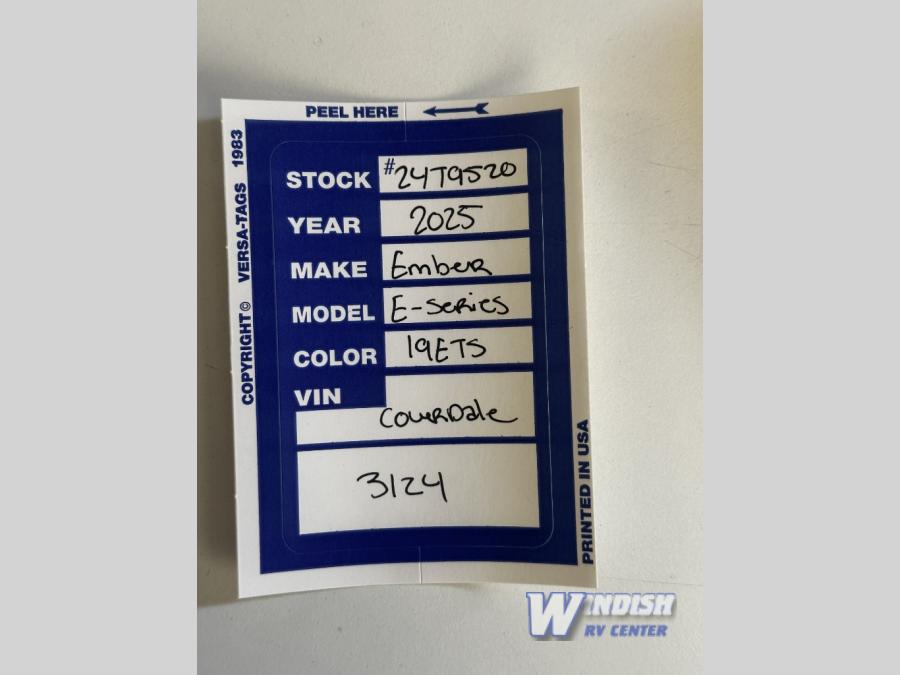 PEEL HERE
COPYRIGHT © VERSA-TAGS 1983
STOCK #24T9520
YEAR 2025
MAKE Ember
MODEL E-Series
COLOR 19ETS
VIN
CoverDale
3124
PRINTED IN USA
WINDISH
RV CENTER